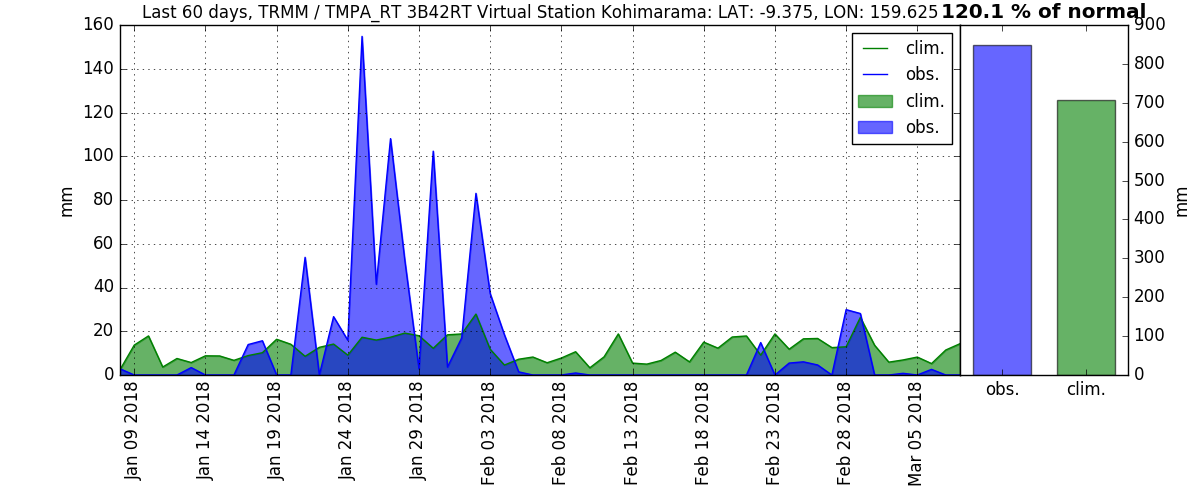 Last 60 days, TRMM / TMPA_RT 3B42RT Virtual Station Kohimarama: LAT: -9.375, LON: 159.625 120.1 % of normal
160
140
120
100
80
60
40
20
0
mm
clim.
obs.
clim.
obs.
900
800
700
600
500
400
300
200
100
0
mm
Jan 09 2018
Jan 14 2018
Jan 19 2018
Jan 24 2018
Jan 29 2018
Feb 03 2018
Feb 08 2018
Feb 13 2018
Feb 18 2018
Feb 23 2018
Feb 28 2018
Mar 05 2018
obs.
clim.